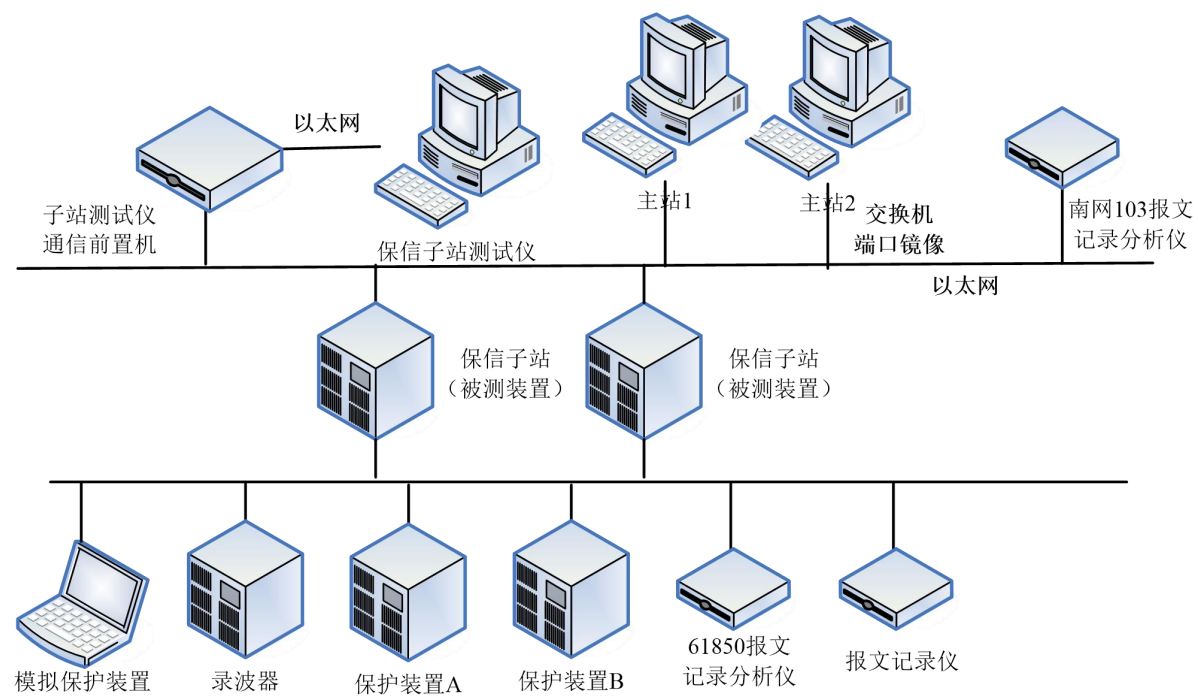 以太网
子站测试仪
通信前置机
保信子站测试仪
主站1
主站2
交换机
端口镜像
南网103报文
记录分析仪
以太网
保信子站
（被测装置）
保信子站
（被测装置）
模拟保护装置
录波器
保护装置A
保护装置B
61850报文
记录分析仪
报文记录仪